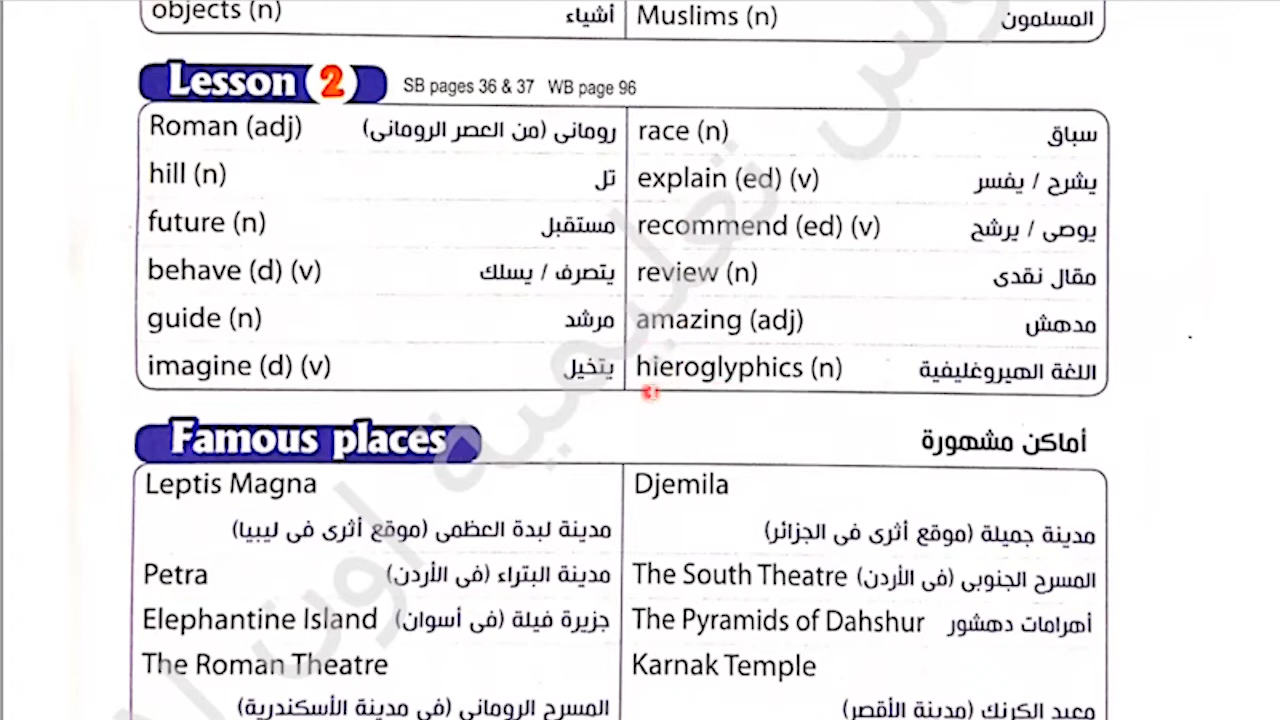 objects (n) أشياء
Muslims (n) المسلمون
Lesson 2 SB pages 36 & 37 WB page 96
Roman (adj) رومانى (من العصر الرومانى)
race (n) سباق
hill (n) تل
explain (ed) (v) يشرح / يفسر
future (n) مستقبل
recommend (ed) (v) يوصى / يرشح
behave (d) (v) يتصرف / يسلك
review (n) مقال نقدى
guide (n) مرشد
amazing (adj) مدهش
imagine (d) (v) يتخيل
hieroglyphics (n) اللغة الهيروغليفية
Famous places أماكن مشهورة
Leptis Magna
مدينة لبدة العظمى (موقع أثرى فى ليبيا)
Djemila
مدينة جميلة (موقع أثرى فى الجزائر)
Petra مدينة البتراء (فى الأردن)
The South Theatre المسرح الجنوبى (فى الأردن)
Elephantine Island جزيرة فيلة (فى أسوان)
The Pyramids of Dahshur أهرامات دهشور
The Roman Theatre
المسرح الرومانى (فى مدينة الأسكندرية)
Karnak Temple
معبد الكرنك (مدينة الأقصر)
تعليمية اون